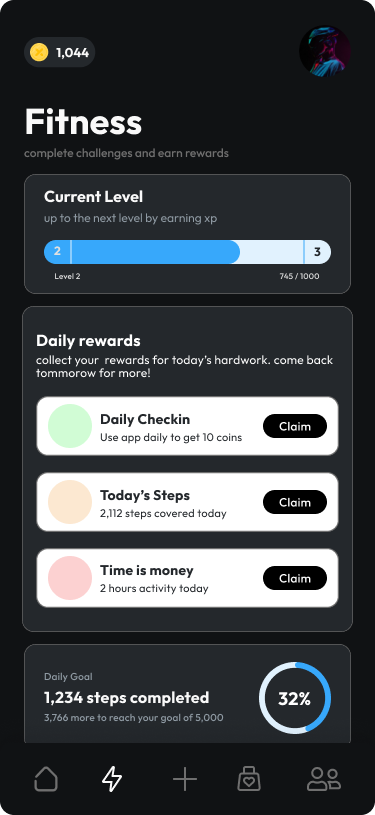 1,044
Fitness
complete challenges and earn rewards
Current Level
up to the next level by earning xp
2 3
Level 2 745 / 1000
Daily rewards
collect your rewards for today's hardwork. come back
tommorow for more!
Daily Checkin
Use app daily to get 10 coins
Claim
Today's Steps
2,112 steps covered today
Claim
Time is money
2 hours activity today
Claim
Daily Goal
1,234 steps completed
3,766 more to reach your goal of 5,000
32%